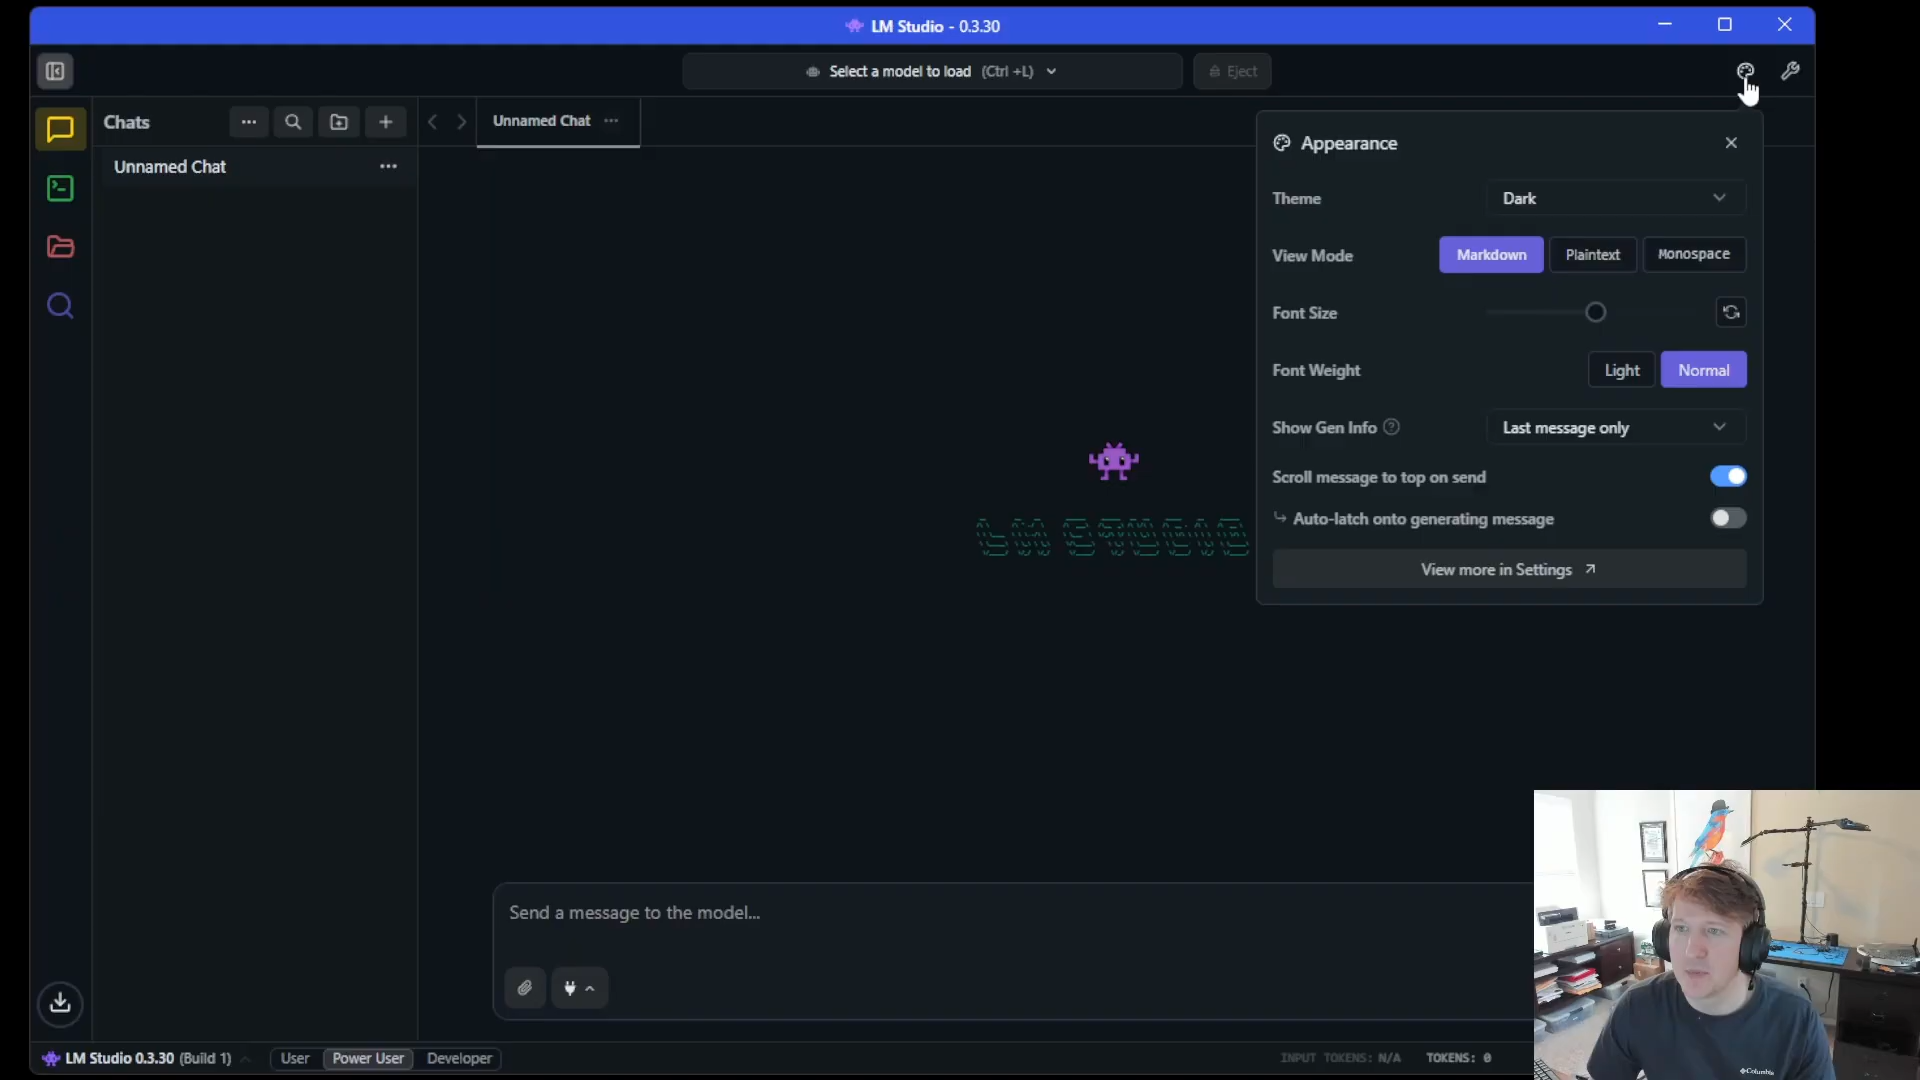 LM Studio - 0.3.30
Select a model to load (Ctrl +L)
Eject
Chats
Unnamed Chat
Unnamed Chat
Appearance
Theme
Dark
View Mode
Markdown
Plaintext
Monospace
Font Size
Font Weight
Light
Normal
Show Gen Info
Last message only
Scroll message to top on send
Auto-latch onto generating message
View more in Settings
LM STUDIO
Send a message to the model...
LM Studio 0.3.30 (Build 1)
User
Power User
Developer
INPUT TOKENS: N/A
TOKENS: 0
Columbia